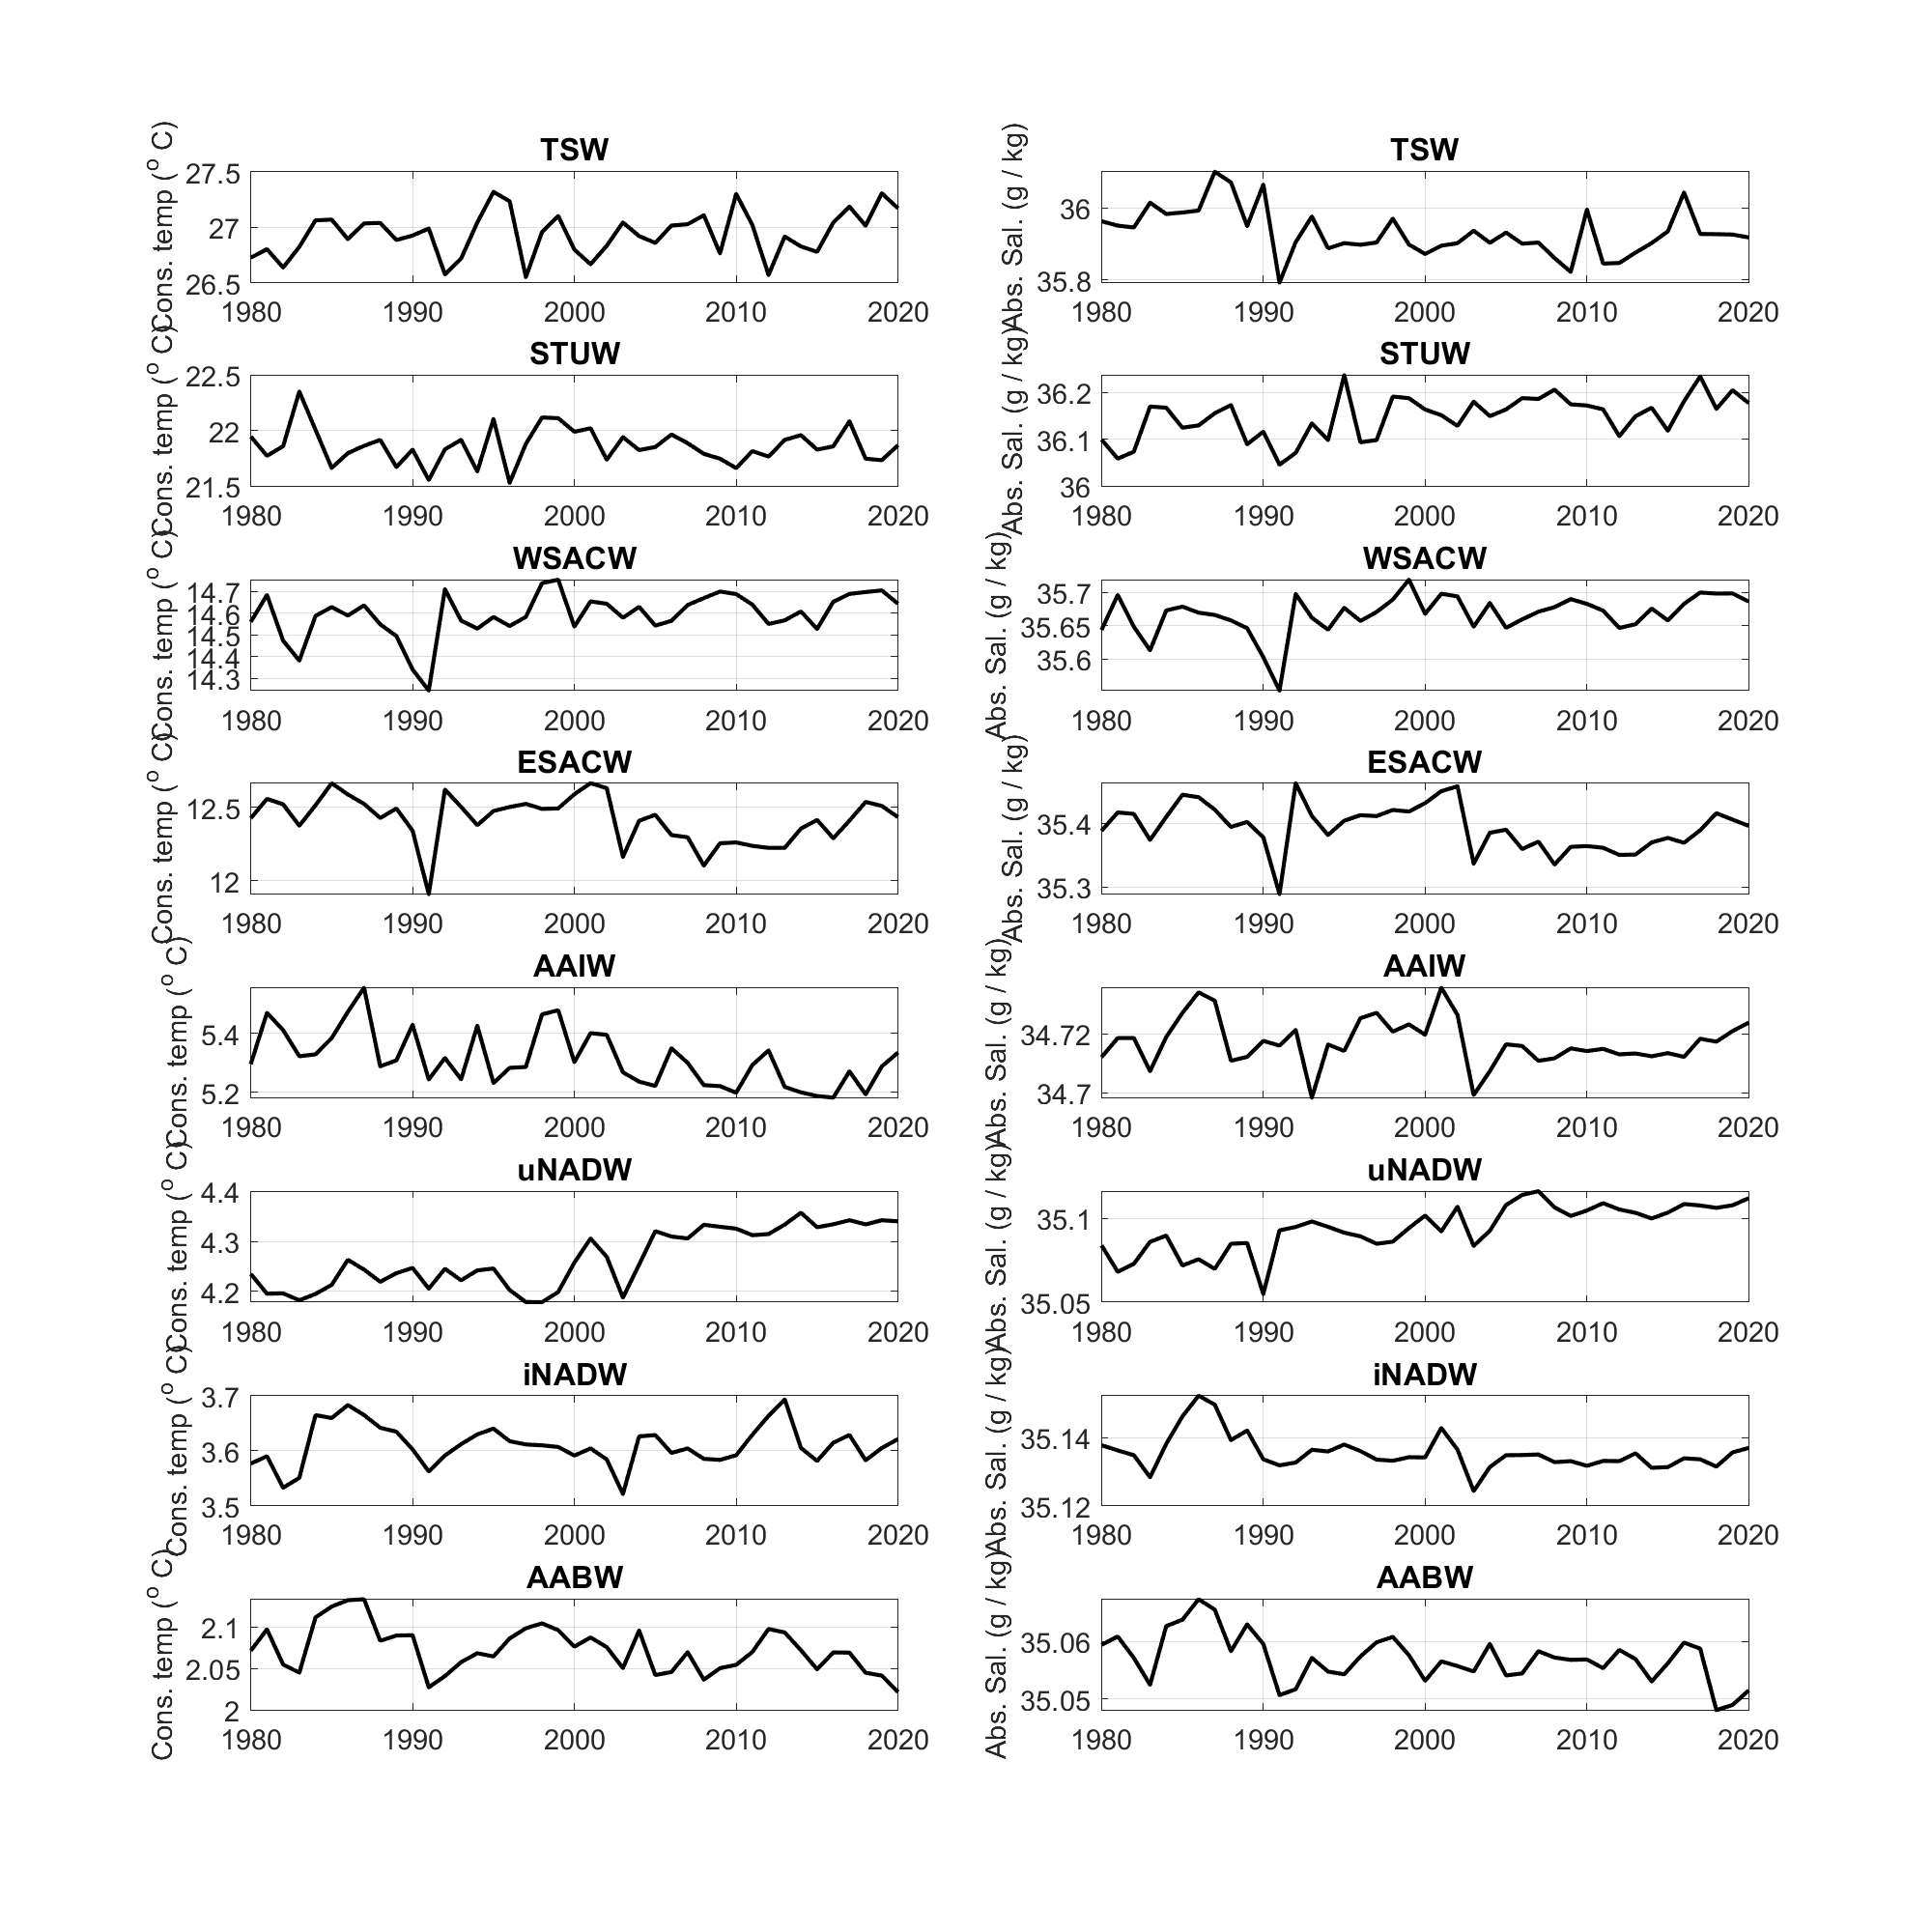 TSW
Cons. temp (o C)
27.5
27
26.5
1980 1990 2000 2010 2020
TSW
Abs. Sal. (g / kg)
36
35.8
1980 1990 2000 2010 2020
STUW
Cons. temp (o C)
22.5
22
21.5
1980 1990 2000 2010 2020
STUW
Abs. Sal. (g / kg)
36.2
36.1
36
1980 1990 2000 2010 2020
WSACW
Cons. temp (o C)
14.7
14.6
14.5
14.4
14.3
1980 1990 2000 2010 2020
WSACW
Abs. Sal. (g / kg)
35.7
35.65
35.6
1980 1990 2000 2010 2020
ESACW
Cons. temp (o C)
12.5
12
1980 1990 2000 2010 2020
ESACW
Abs. Sal. (g / kg)
35.4
35.3
1980 1990 2000 2010 2020
AAIW
Cons. temp (o C)
5.4
5.2
1980 1990 2000 2010 2020
AAIW
Abs. Sal. (g / kg)
34.72
34.7
1980 1990 2000 2010 2020
uNADW
Cons. temp (o C)
4.4
4.3
4.2
1980 1990 2000 2010 2020
uNADW
Abs. Sal. (g / kg)
35.1
35.05
1980 1990 2000 2010 2020
iNADW
Cons. temp (o C)
3.7
3.6
3.5
1980 1990 2000 2010 2020
iNADW
Abs. Sal. (g / kg)
35.14
35.12
1980 1990 2000 2010 2020
AABW
Cons. temp (o C)
2.1
2.05
2
1980 1990 2000 2010 2020
AABW
Abs. Sal. (g / kg)
35.06
35.05
1980 1990 2000 2010 2020